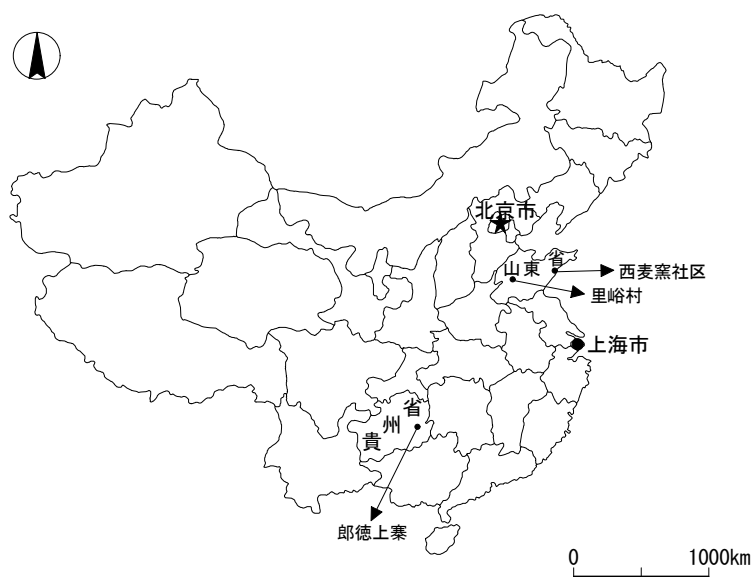 北京市
山東省
西麦窯社区
里峪村
上海市
貴州省
郎徳上寨
0 1000km